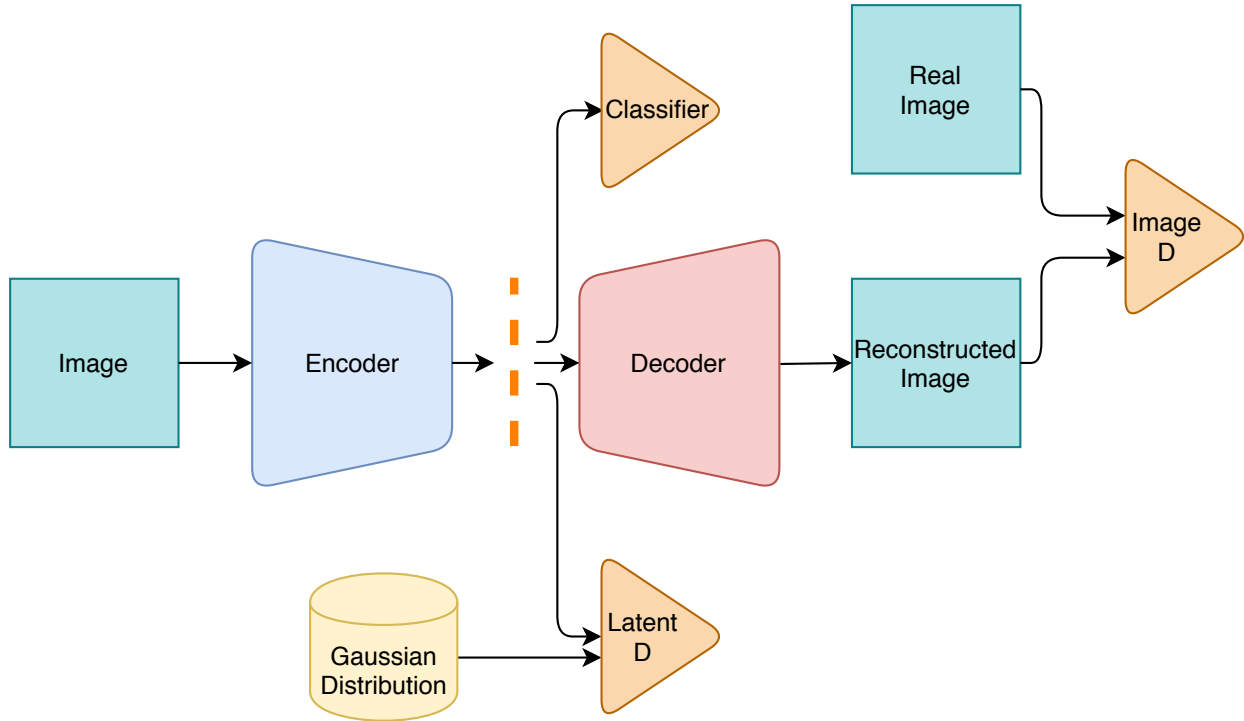 Real
Image
Classifier
Image
D
Image
Encoder
Decoder
Reconstructed
Image
Latent
D
Gaussian
Distribution